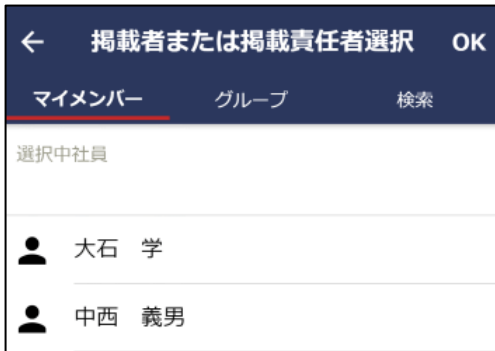 ← 掲載者または掲載責任者選択 OK
マイメンバー グループ 検索
選択中社員
大石　学
中西　義男